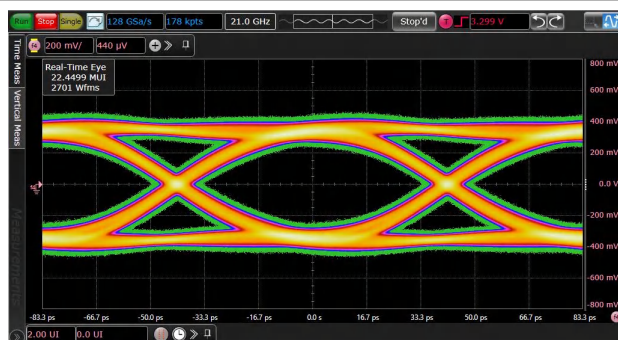 Run Stop Single 128 GSa/s 178 kpts 21.0 GHz Stop'd T 3.299 V
f4 200 mV/ 440 µV
Time Meas
Vertical Meas
Measurements
Real-Time Eye
22.4499 MUI
2701 Wfms
800 mV
600 mV
400 mV
200 mV
0.0 V
-200 mV
-400 mV
-600 mV
-800 mV
-83.3 ps -66.7 ps -50.0 ps -33.3 ps -16.7 ps 0.0 s 16.7 ps 33.3 ps 50.0 ps 66.7 ps 83.3 ps
2.00 UI 0.0 UI